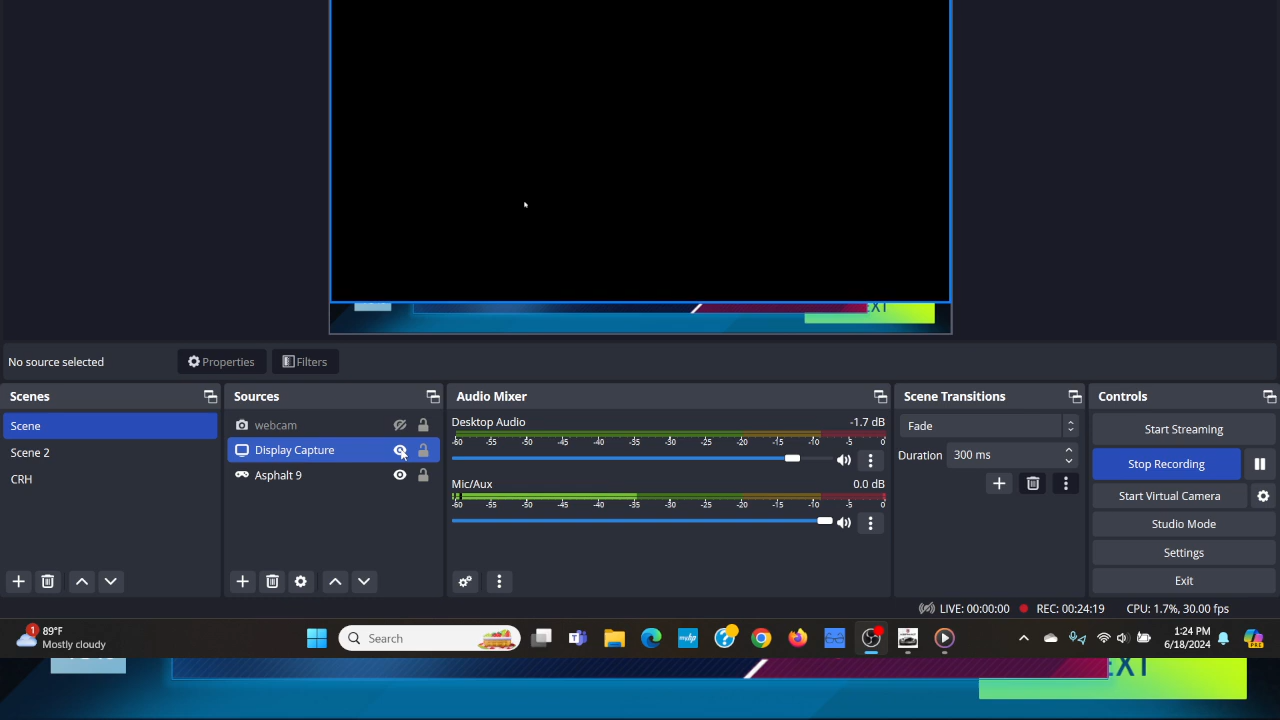 EXT
No source selected
Properties
Filters
Scenes
Scene
Scene 2
CRH
Sources
webcam
Display Capture
Asphalt 9
Audio Mixer
Desktop Audio
-1.7 dB
-60 -55 -50 -45 -40 -35 -30 -25 -20 -15 -10 -5 0
Mic/Aux
0.0 dB
-60 -55 -50 -45 -40 -35 -30 -25 -20 -15 -10 -5 0
Scene Transitions
Fade
Duration
300 ms
Controls
Start Streaming
Stop Recording
Start Virtual Camera
Studio Mode
Settings
Exit
LIVE: 00:00:00
REC: 00:24:19
CPU: 1.7%, 30.00 fps
1
89°F
Mostly cloudy
Search
myhp
1:24 PM
6/18/2024
PRE
EXT